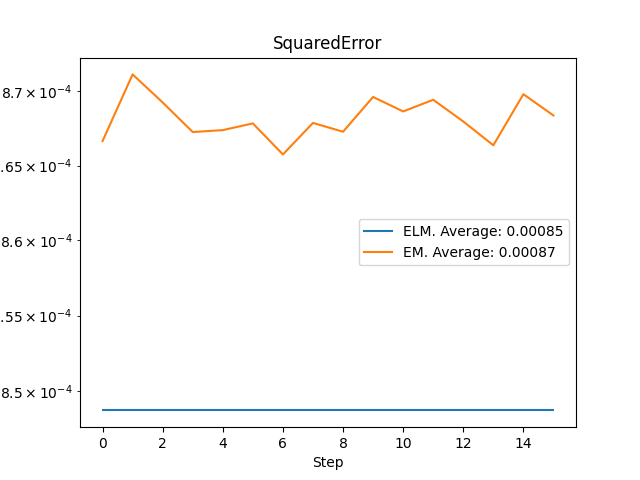 SquaredError
8.7 × 10⁻⁴
.65 × 10⁻⁴
8.6 × 10⁻⁴
.55 × 10⁻⁴
8.5 × 10⁻⁴
ELM. Average: 0.00085
EM. Average: 0.00087
0 2 4 6 8 10 12 14
Step